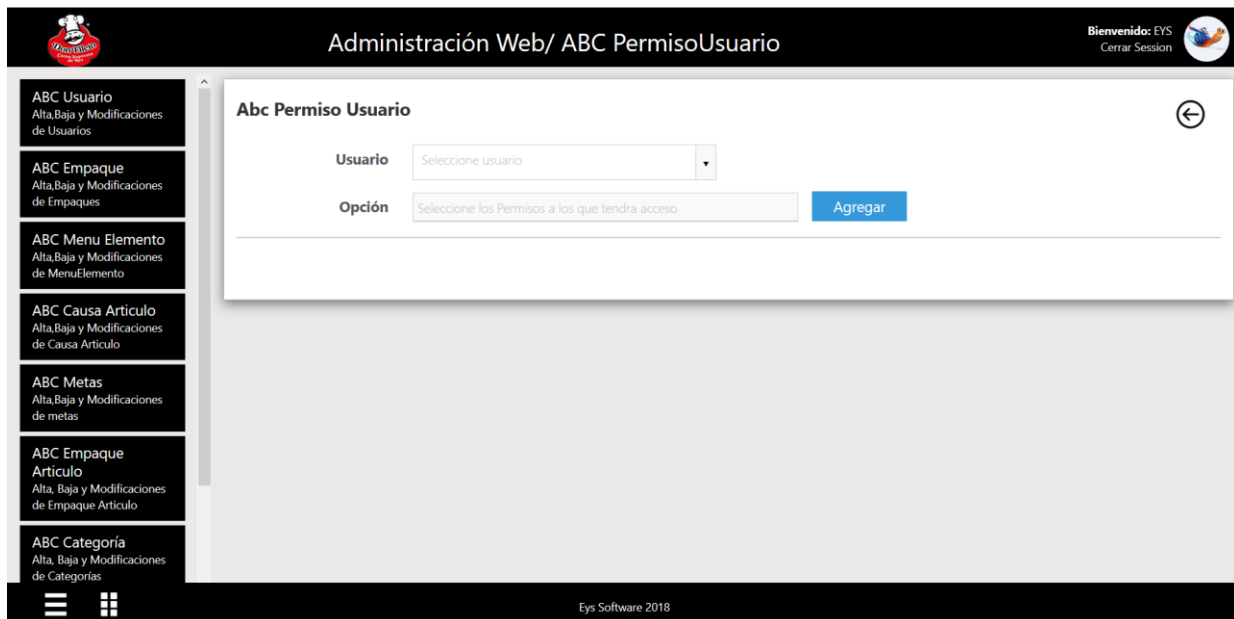 Administración Web/ ABC PermisoUsuario
Bienvenido: EYS
Cerrar Session
ABC Usuario
Alta,Baja y Modificaciones
de Usuarios
ABC Empaque
Alta,Baja y Modificaciones
de Empaques
ABC Menu Elemento
Alta,Baja y Modificaciones
de MenuElemento
ABC Causa Articulo
Alta,Baja y Modificaciones
de Causa Articulo
ABC Metas
Alta,Baja y Modificaciones
de metas
ABC Empaque
Articulo
Alta, Baja y Modificaciones
de Empaque Articulo
ABC Categoría
Alta, Baja y Modificaciones
de Categorías
Abc Permiso Usuario
Usuario
Seleccione usuario
Opción
Seleccione los Permisos a los que tendra acceso
Agregar
Eys Software 2018